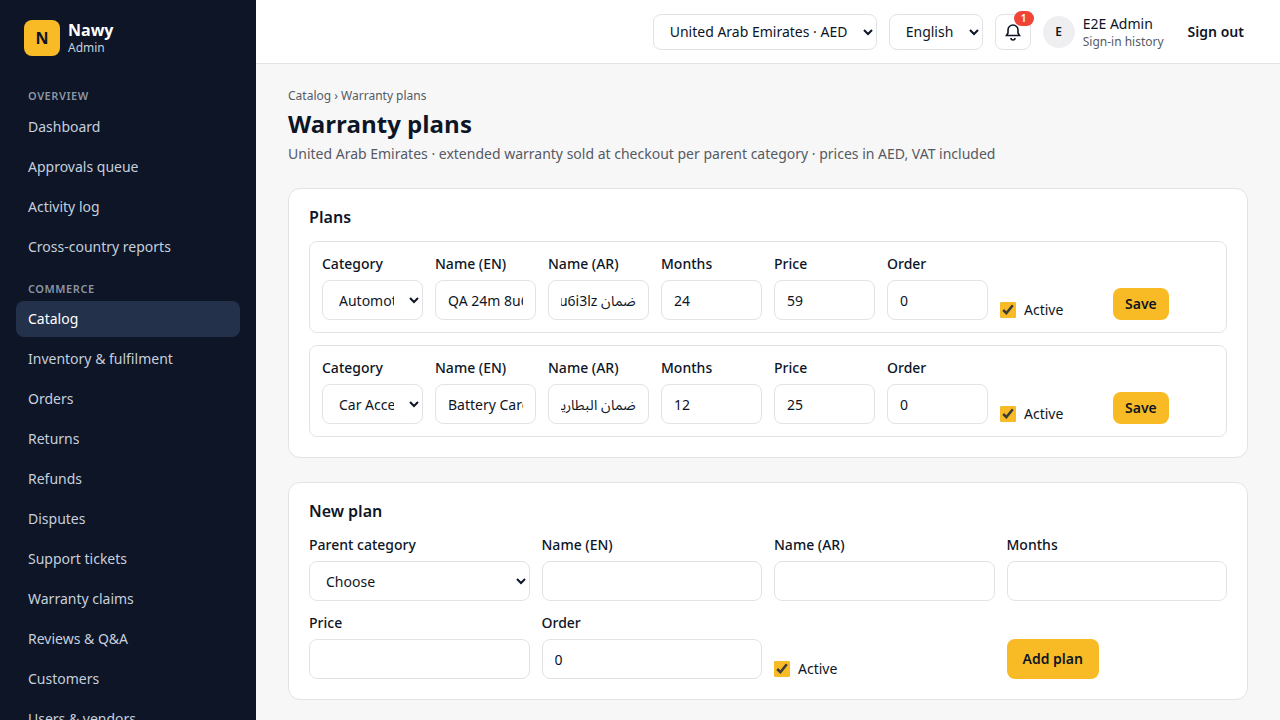 N
Nawy
Admin
United Arab Emirates · AED
English
1
E
E2E Admin
Sign-in history
Sign out
OVERVIEW
Dashboard
Approvals queue
Activity log
Cross-country reports
COMMERCE
Catalog
Inventory & fulfilment
Orders
Returns
Refunds
Disputes
Support tickets
Warranty claims
Reviews & Q&A
Customers
Users & vendors
Catalog › Warranty plans
Warranty plans
United Arab Emirates · extended warranty sold at checkout per parent category · prices in AED, VAT included
Plans
Category Name (EN) Name (AR) Months Price Order
QA 24m ضمان 24 59 0 Active Save
Category Name (EN) Name (AR) Months Price Order
Car Acce Battery Car ضمان 12 25 0 Active Save
New plan
Parent category Name (EN) Name (AR) Months
Choose
Price Order
0 Active Add plan